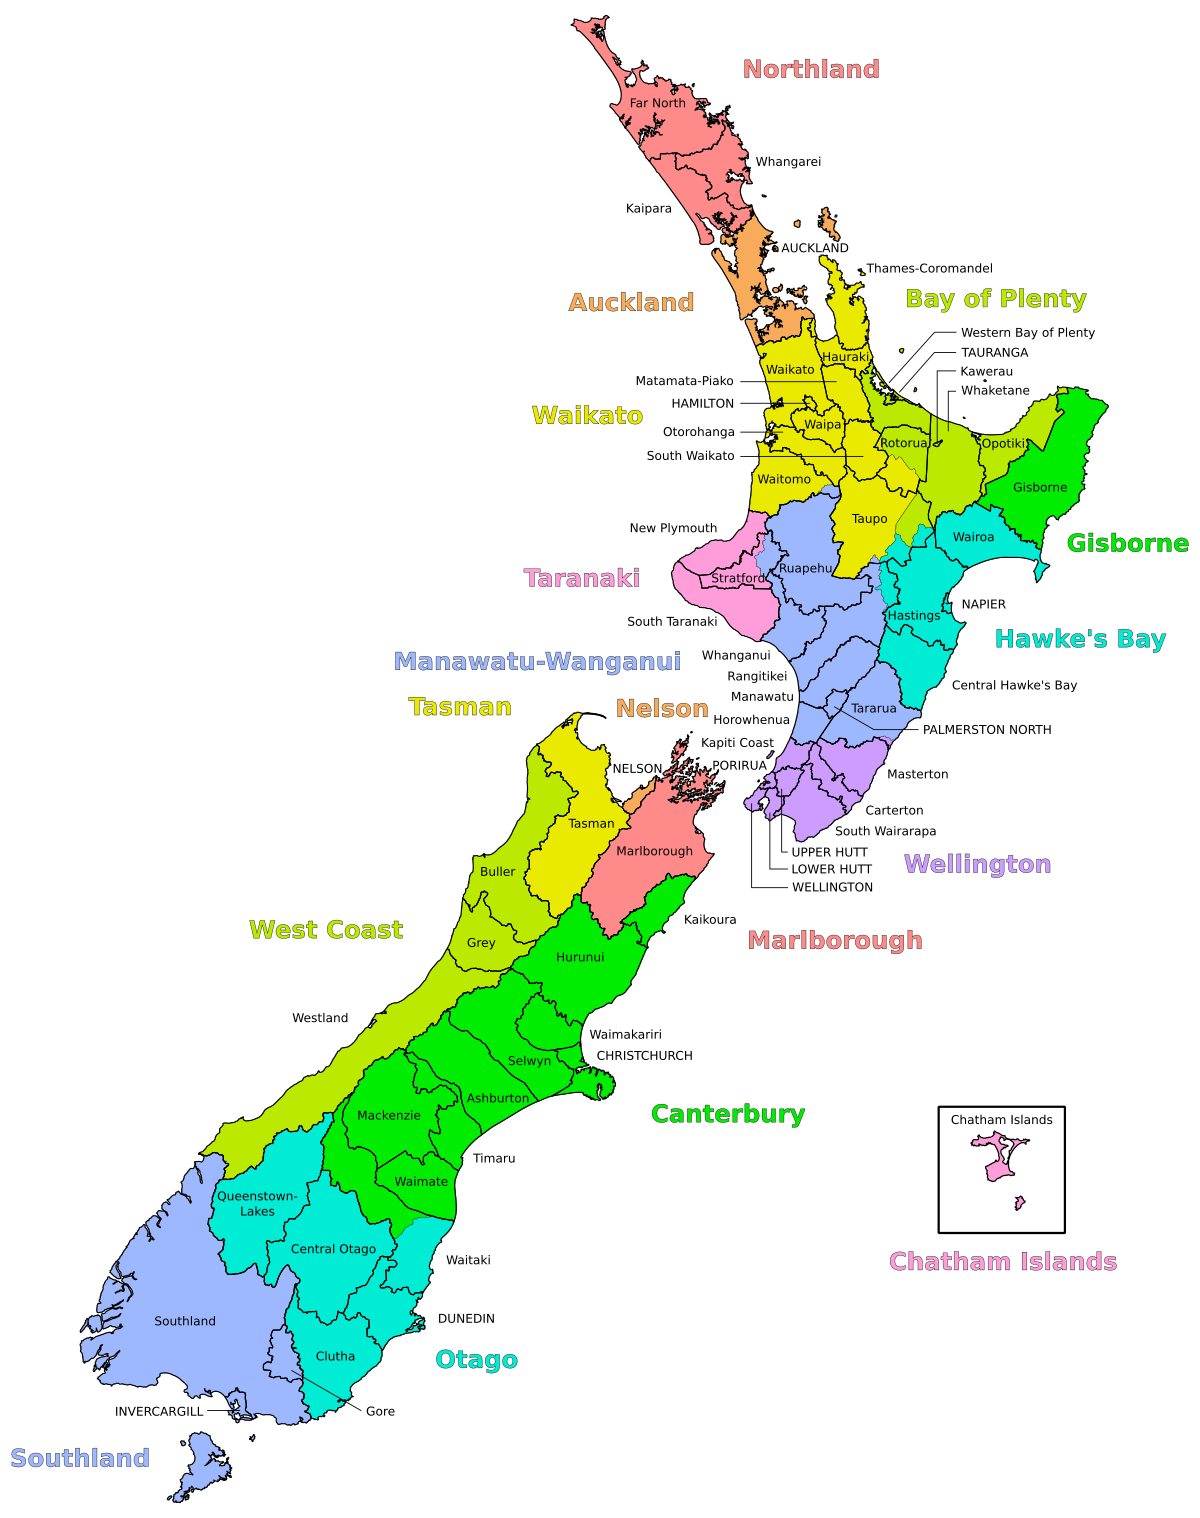 Northland
Far North
Whangarei
Kaipara
AUCKLAND
Thames-Coromandel
Auckland
Bay of Plenty
Western Bay of Plenty
TAURANGA
Hauraki
Waikato
Kawerau
Matamata-Piako
Whaketane
HAMILTON
Waikato
Waipa
Otorohanga
Rotorua
Opotiki
South Waikato
Waitomo
Gisborne
Taupo
New Plymouth
Wairoa
Gisborne
Taranaki
Stratford
Ruapehu
NAPIER
Hastings
South Taranaki
Hawke's Bay
Whanganui
Manawatu-Wanganui
Rangitikei
Central Hawke's Bay
Manawatu
Tasman
Nelson
Tararua
Horowhenua
PALMERSTON NORTH
Kapiti Coast
NELSON
PORIRUA
Masterton
Carterton
Tasman
South Wairarapa
Marlborough
UPPER HUTT
Wellington
LOWER HUTT
Buller
WELLINGTON
Kaikoura
West Coast
Marlborough
Grey
Hurunui
Westland
Waimakariri
CHRISTCHURCH
Selwyn
Ashburton
Mackenzie
Canterbury
Chatham Islands
Timaru
Waimate
Queenstown-
Lakes
Central Otago
Waitaki
Chatham Islands
Southland
DUNEDIN
Clutha
Otago
INVERCARGILL
Gore
Southland